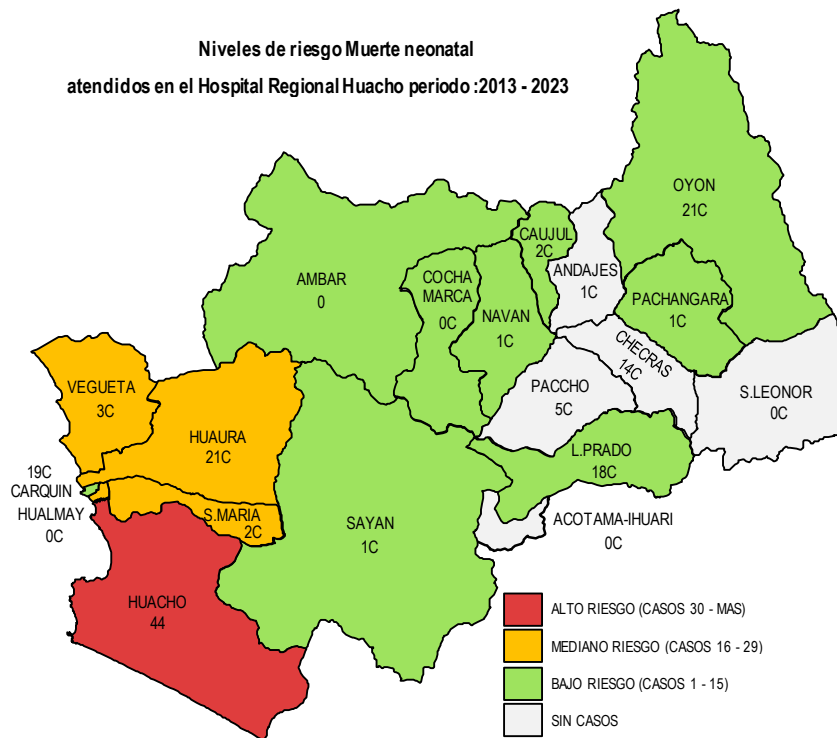 Niveles de riesgo Muerte neonatal
atendidos en el Hospital Regional Huacho periodo :2013 - 2023
OYON
21C
CAUJUL
2C
ANDAJES
1C
AMBAR
0
COCHA
MARCA
0C
NAVAN
1C
PACHANGARA
1C
CHECRAS
14C
VEGUETA
3C
PACCHO
5C
S.LEONOR
0C
HUAURA
21C
L.PRADO
18C
19C
CARQUIN
HUALMAY
0C
S.MARIA
2C
SAYAN
1C
ACOTAMA-IHUARI
0C
HUACHO
44
ALTO RIESGO (CASOS 30 - MAS)
MEDIANO RIESGO (CASOS 16 - 29)
BAJO RIESGO (CASOS 1 - 15)
SIN CASOS